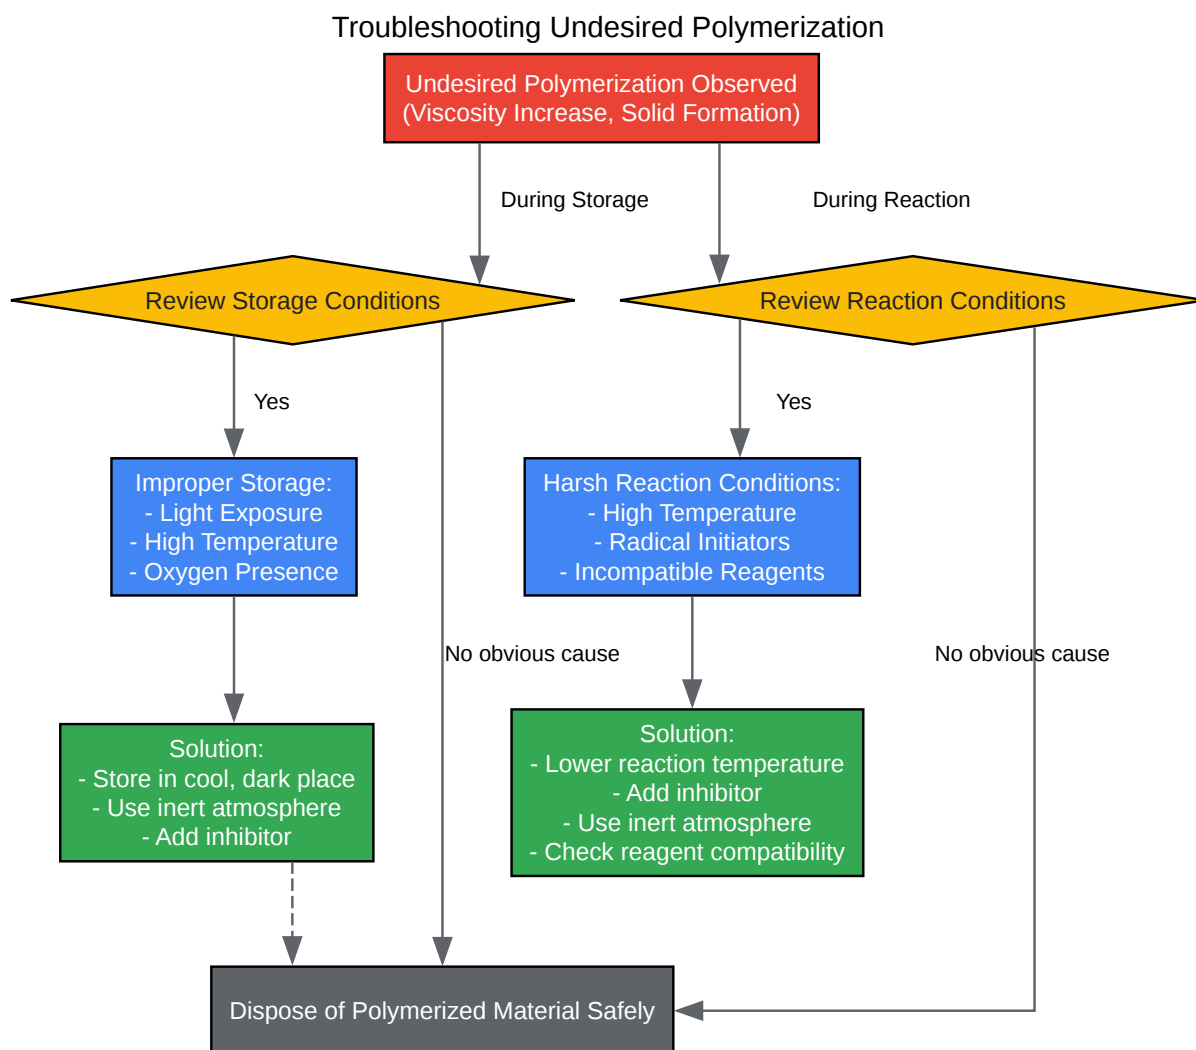 Troubleshooting Undesired Polymerization
Undesired Polymerization Observed
(Viscosity Increase, Solid Formation)
During Storage
During Reaction
Review Storage Conditions
Review Reaction Conditions
Yes
Yes
Improper Storage:
- Light Exposure
- High Temperature
- Oxygen Presence
Harsh Reaction Conditions:
- High Temperature
- Radical Initiators
- Incompatible Reagents
No obvious cause
No obvious cause
Solution:
- Store in cool, dark place
- Use inert atmosphere
- Add inhibitor
Solution:
- Lower reaction temperature
- Add inhibitor
- Use inert atmosphere
- Check reagent compatibility
Dispose of Polymerized Material Safely